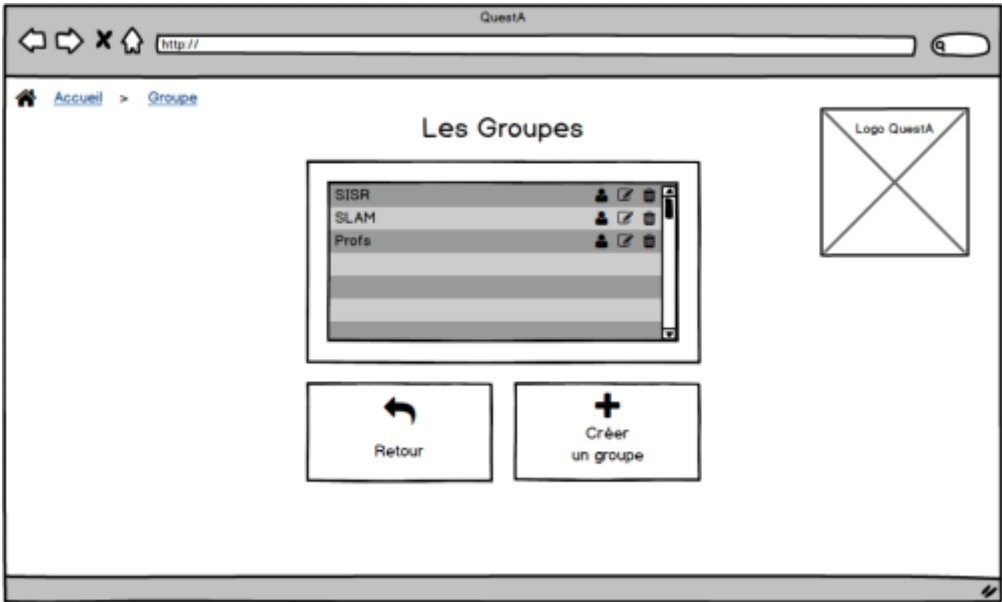 QuestA
http://
Accueil > Groupe
Les Groupes
Logo QuestA
SISR
SLAM
Profs
Retour
Créer
un groupe